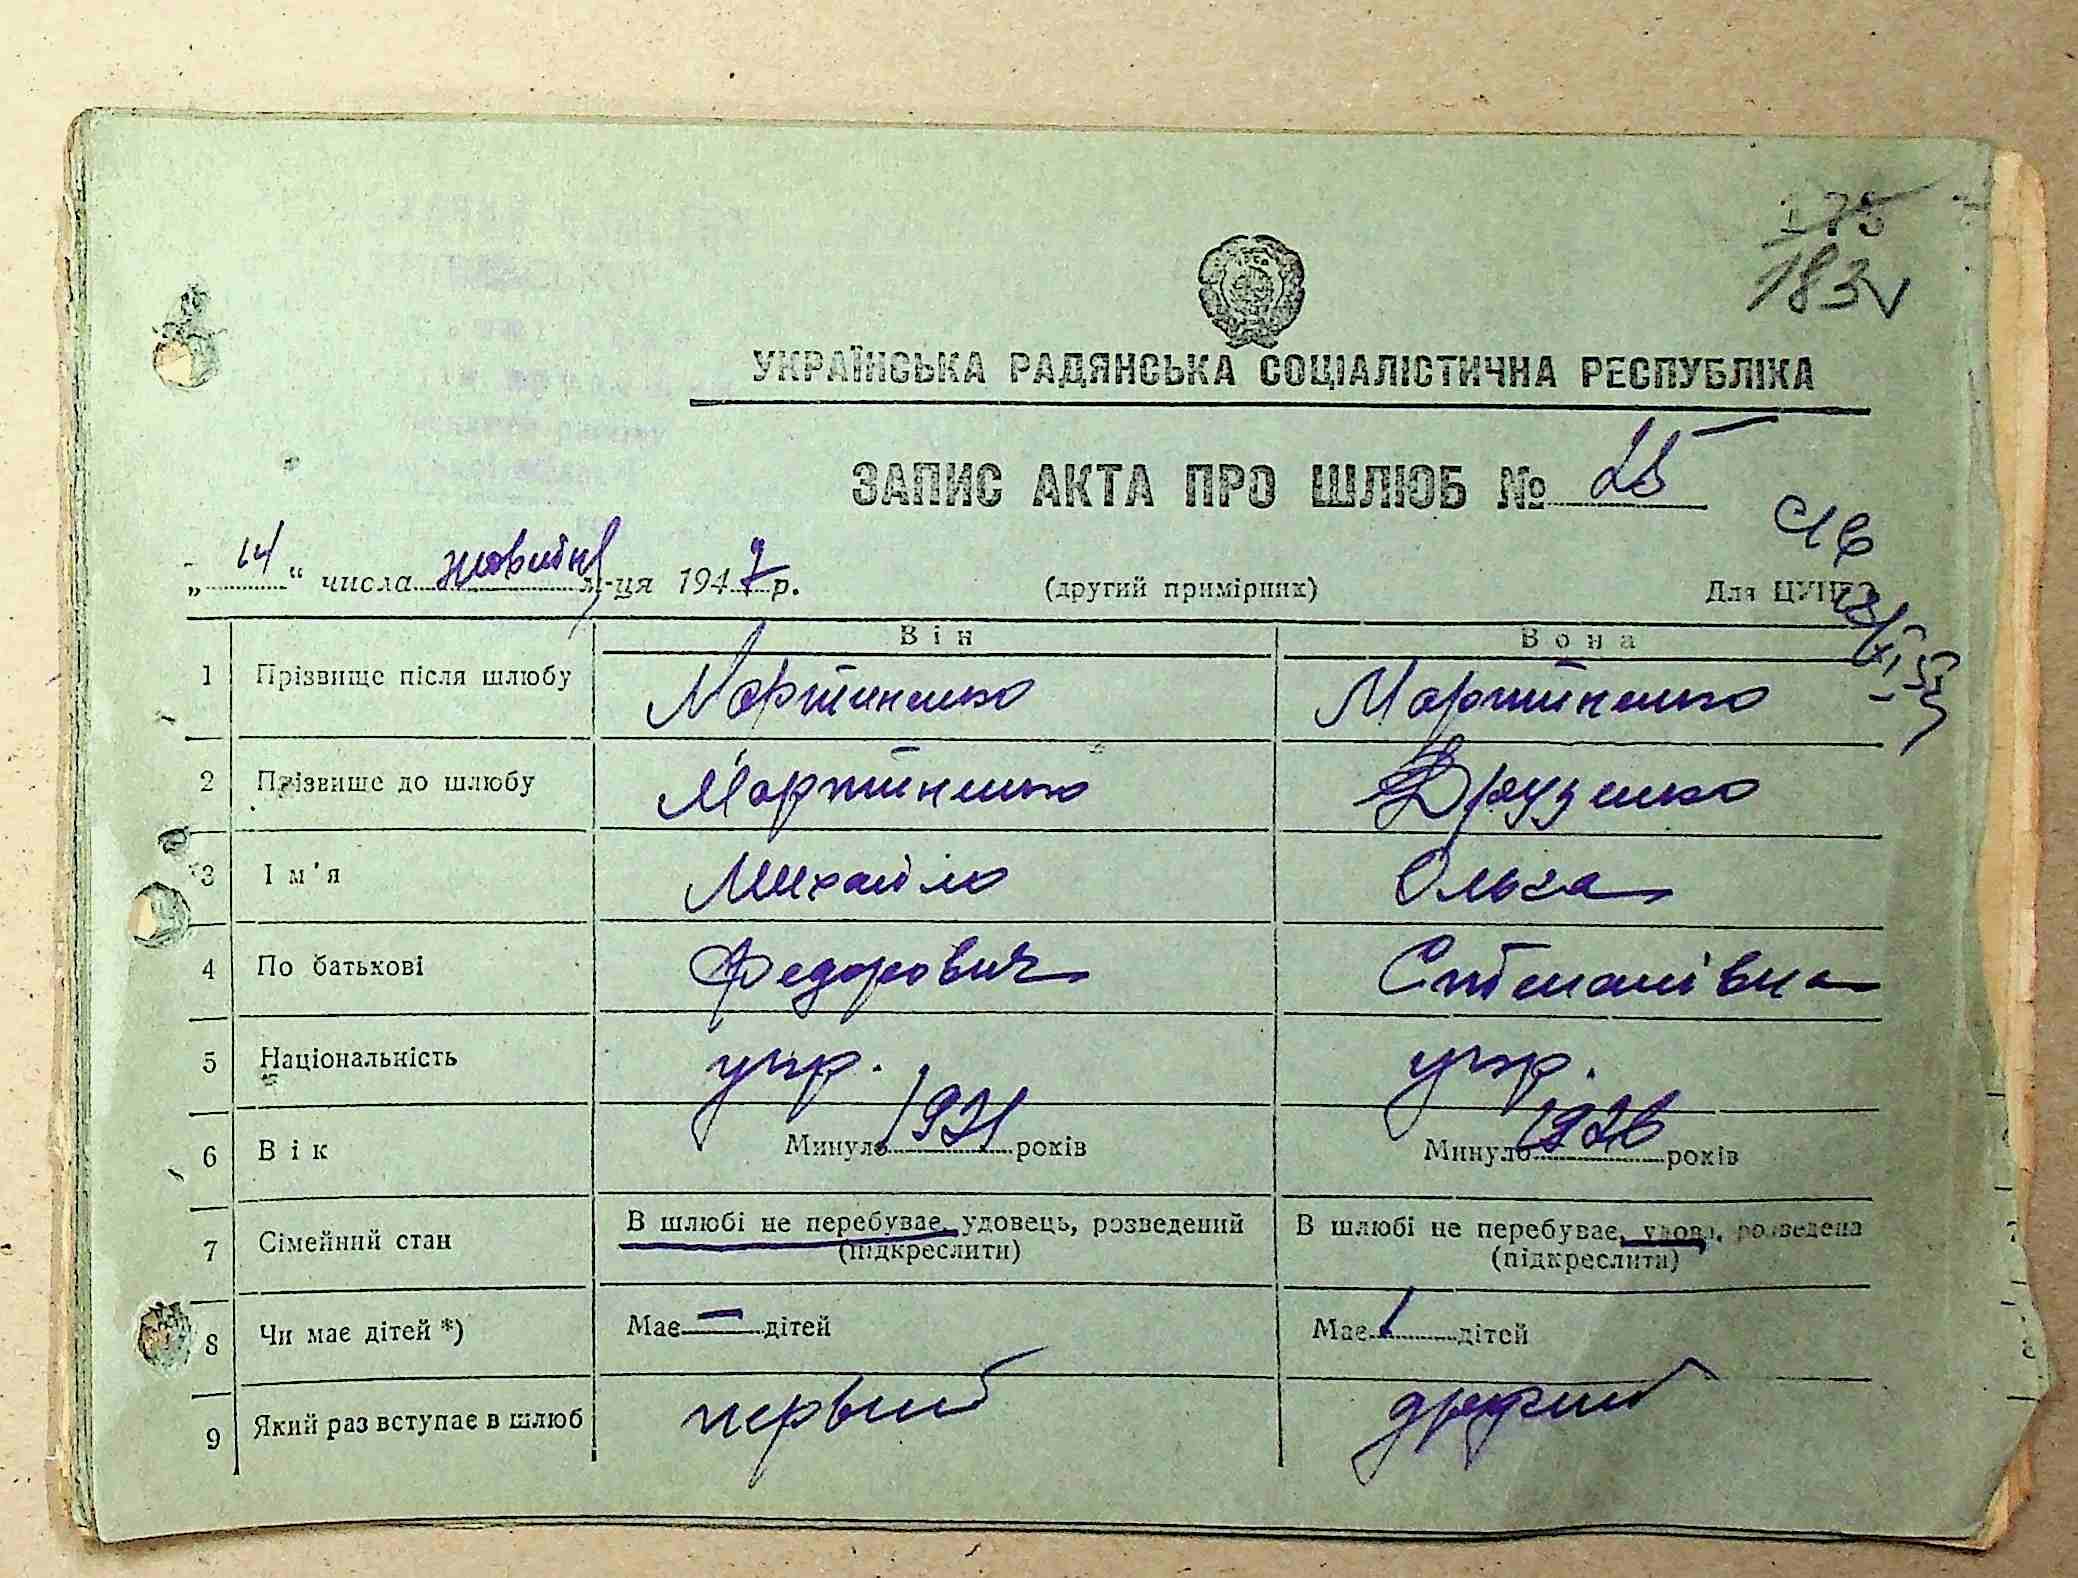 175
183
УКРАЇНСЬКА РАДЯНСЬКА СОЦІАЛІСТИЧНА РЕСПУБЛІКА
ЗАПИС АКТА ПРО ШЛЮБ № 25
„14“ числа жовтня м-ця 1947 р. (другий примірник) Для ЦУНГО
Він Вона
1 Прізвище після шлюбу Мартиненко Мартиненко
2 Прізвище до шлюбу Мартиненко Друзенко
3 Ім'я Михайло Ольга
4 По батькові Федорович Степанівна
5 Національність укр. укр.
6 Вік Минуло 1921 років Минуло 1926 років
7 Сімейний стан В шлюбі не перебуває, удовець, розведений В шлюбі не перебуває, удова, розведена
(підкреслити) (підкреслити)
8 Чи має дітей *) Має — дітей Має 1 дітей
9 Який раз вступає в шлюб первый другий